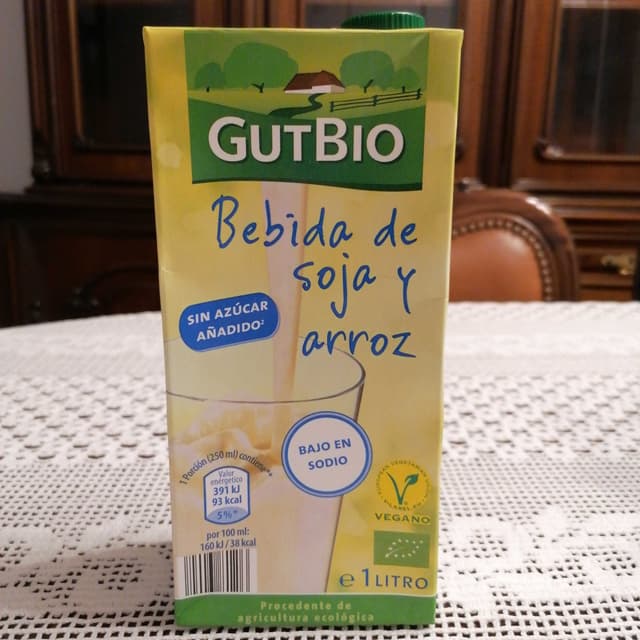 GUTBIO
Bebida de
soja y
arroz
SIN AZÚCAR
AÑADIDO²
BAJO EN
SODIO
1 Porción (250 ml) contiene**
Valor
energético
391 kJ
93 kcal
5%*
por 100 ml:
160 kJ / 38 kcal
VEGANO
e 1 LITRO
Procedente de
agricultura ecológica